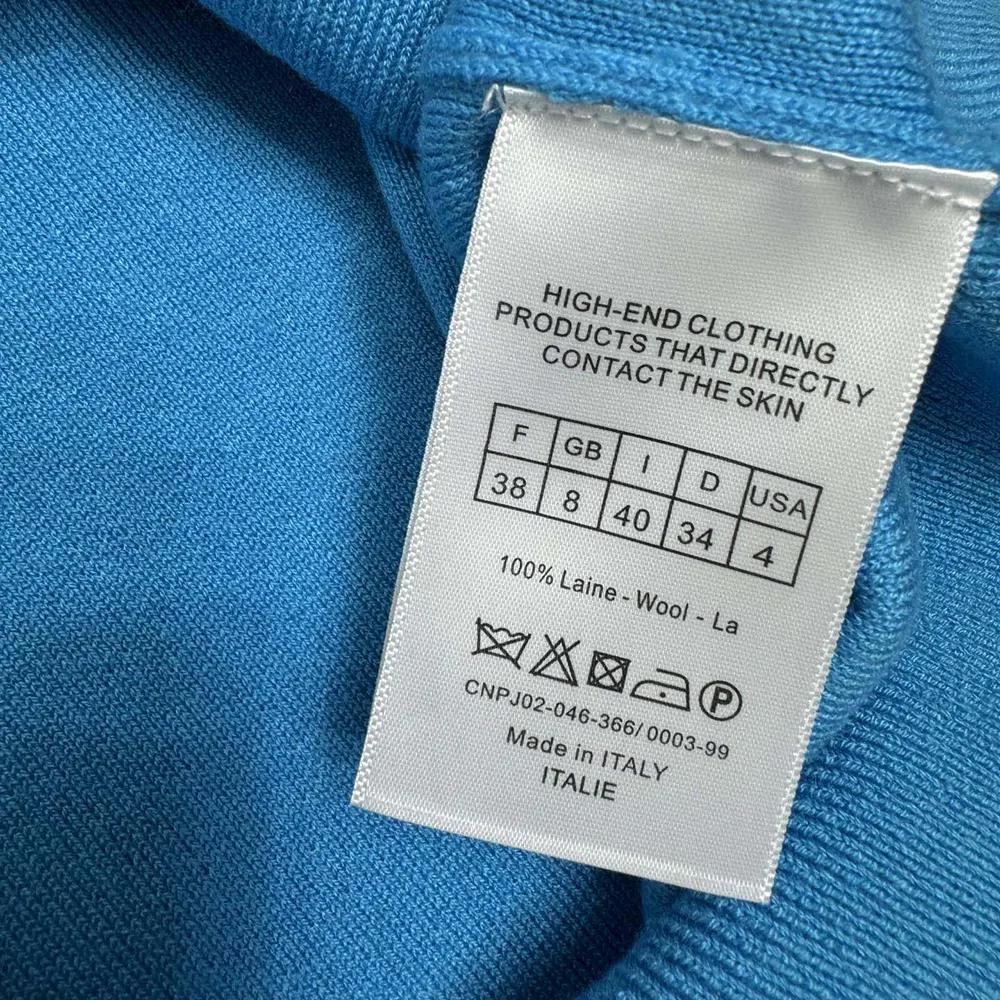 HIGH-END CLOTHING
PRODUCTS THAT DIRECTLY
CONTACT THE SKIN
F GB I D USA
38 8 40 34 4
100% Laine - Wool - La
P
CNPJ02-046-366/0003-99
Made in ITALY
ITALIE